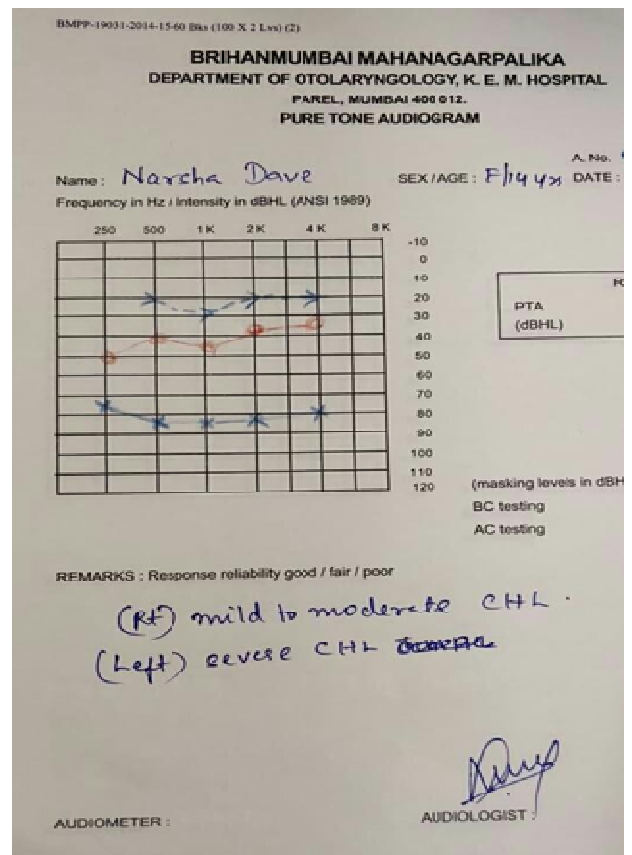 BMPP-19031-2014-15-60 Bks (100 X 2 Lvs) (2)
BRIHANMUMBAI MAHANAGARPALIKA
DEPARTMENT OF OTOLARYNGOLOGY, K. E. M. HOSPITAL
PAREL, MUMBAI 400 012.
PURE TONE AUDIOGRAM
A. No.
Name : Narsha Dave SEX / AGE : F/14 yrs DATE :
Frequency in Hz / Intensity in dBHL (ANSI 1989)
250 500 1 K 2 K 4 K 8 K
-10
0
10
20
30
40
50
60
70
80
90
100
110
120
PTA
(dBHL)
(masking levels in dBH
BC testing
AC testing
REMARKS : Response reliability good / fair / poor
(Rt) mild to moderate CHL.
(Left) severe CHL
AUDIOMETER :
AUDIOLOGIST :